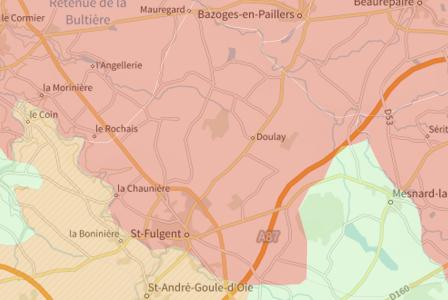 Retenue de la
Bultière
Mauregard
Beaurepaire
le Cormier
Bazoges-en-Paillers
l'Angellerie
la Morinière
le Coin
D53
le Rochais
Doulay
la Chaunière
Mesnard-la
St-Fulgent
la Boninière
A87
St-André-Goule-d'Oie
D160